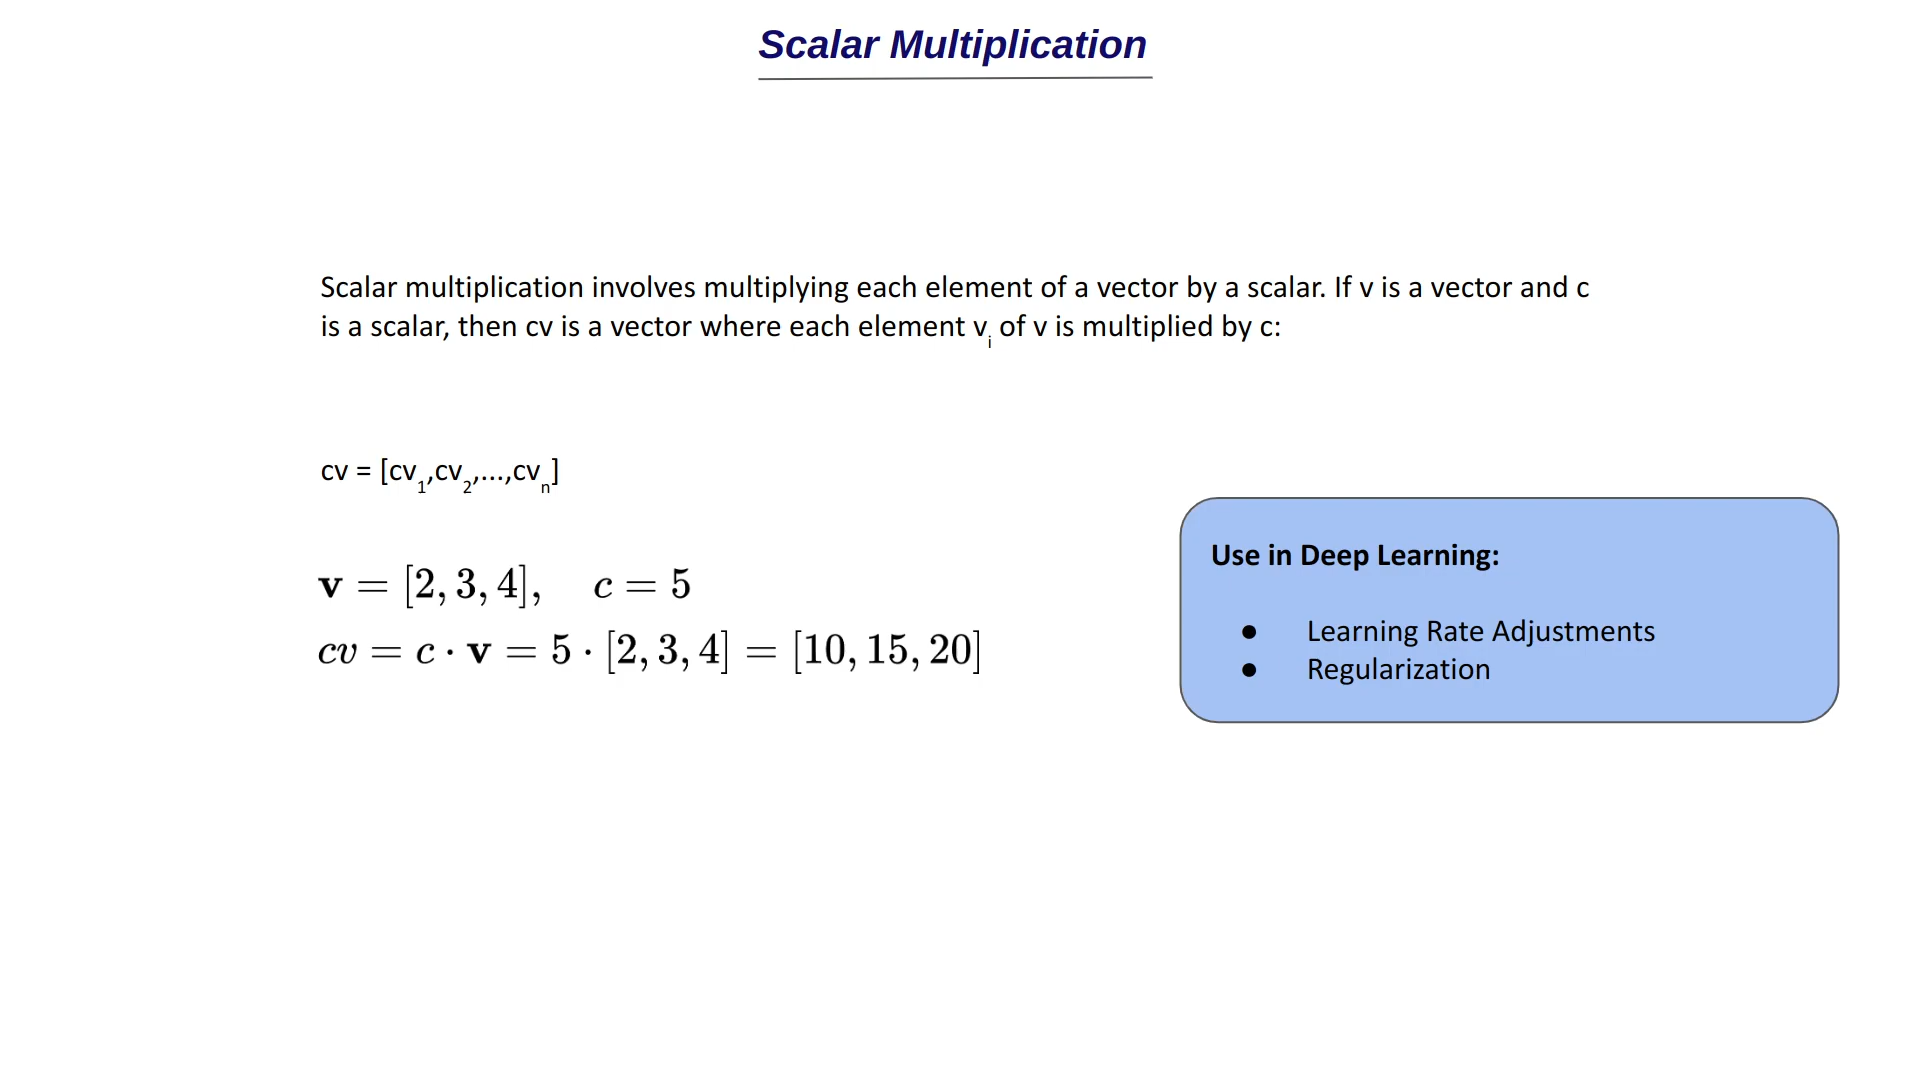 Scalar Multiplication
Scalar multiplication involves multiplying each element of a vector by a scalar. If v is a vector and c
is a scalar, then cv is a vector where each element vᵢ of v is multiplied by c:
cv = [cv₁,cv₂,...,cvₙ]
v = [2, 3, 4], c = 5
cv = c · v = 5 · [2, 3, 4] = [10, 15, 20]
Use in Deep Learning:
● Learning Rate Adjustments
● Regularization